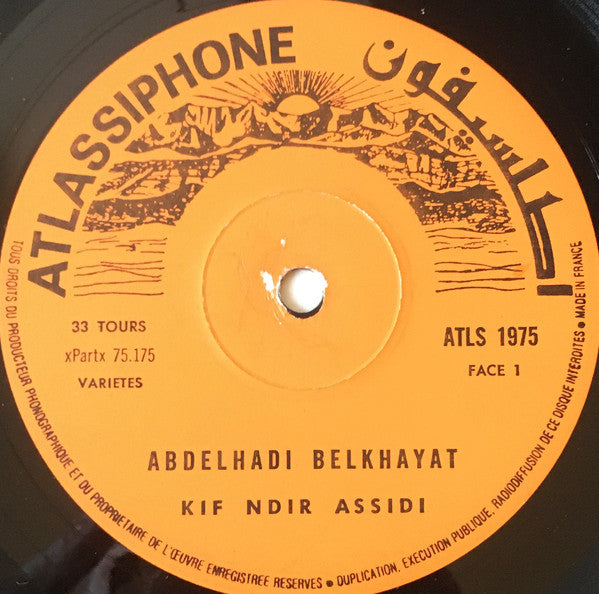 ATLASSIPHONE
أطلسيفون
33 TOURS
xPartx 75.175
VARIETES
ATLS 1975
FACE 1
ABDELHADI BELKHAYAT
KIF NDIR ASSIDI
TOUS DROITS DU PRODUCTEUR PHONOGRAPHIQUE ET DU PROPRIETAIRE DE L'ŒUVRE ENREGISTREE RESERVES • DUPLICATION, EXECUTION PUBLIQUE, RADIODIFFUSION DE CE DISQUE INTERDITES • MADE IN FRANCE